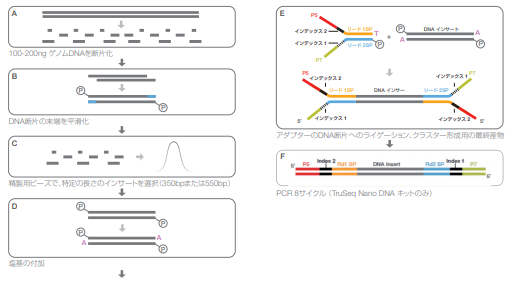 A
100-200ng ゲノムDNAを断片化
B
P
P
DNA断片の末端を平滑化
C
精製用ビーズで、特定の長さのインサートを選択（350bpまたは550bp）
D
P
P
P
A
A
P
塩基の付加
E
P5
インデックス 2
リード 1SP
T
インデックス 1
リード 2SP
P
P7
+
P
DNA インサート
A
A
P
P5
インデックス 2
リード 1SP
DNA インサー
リード 2SP
インデックス 1
P7
5'
インデックス 1
インデックス 2
5'
アダプターのDNA断片へのライゲーション、クラスター形成用の最終産物
F
5'
P5
Index 2
Rd1 SP
DNA Insert
Rd2 SP
Index 1
P7
5'
PCR 8サイクル（TruSeq Nano DNA キットのみ）